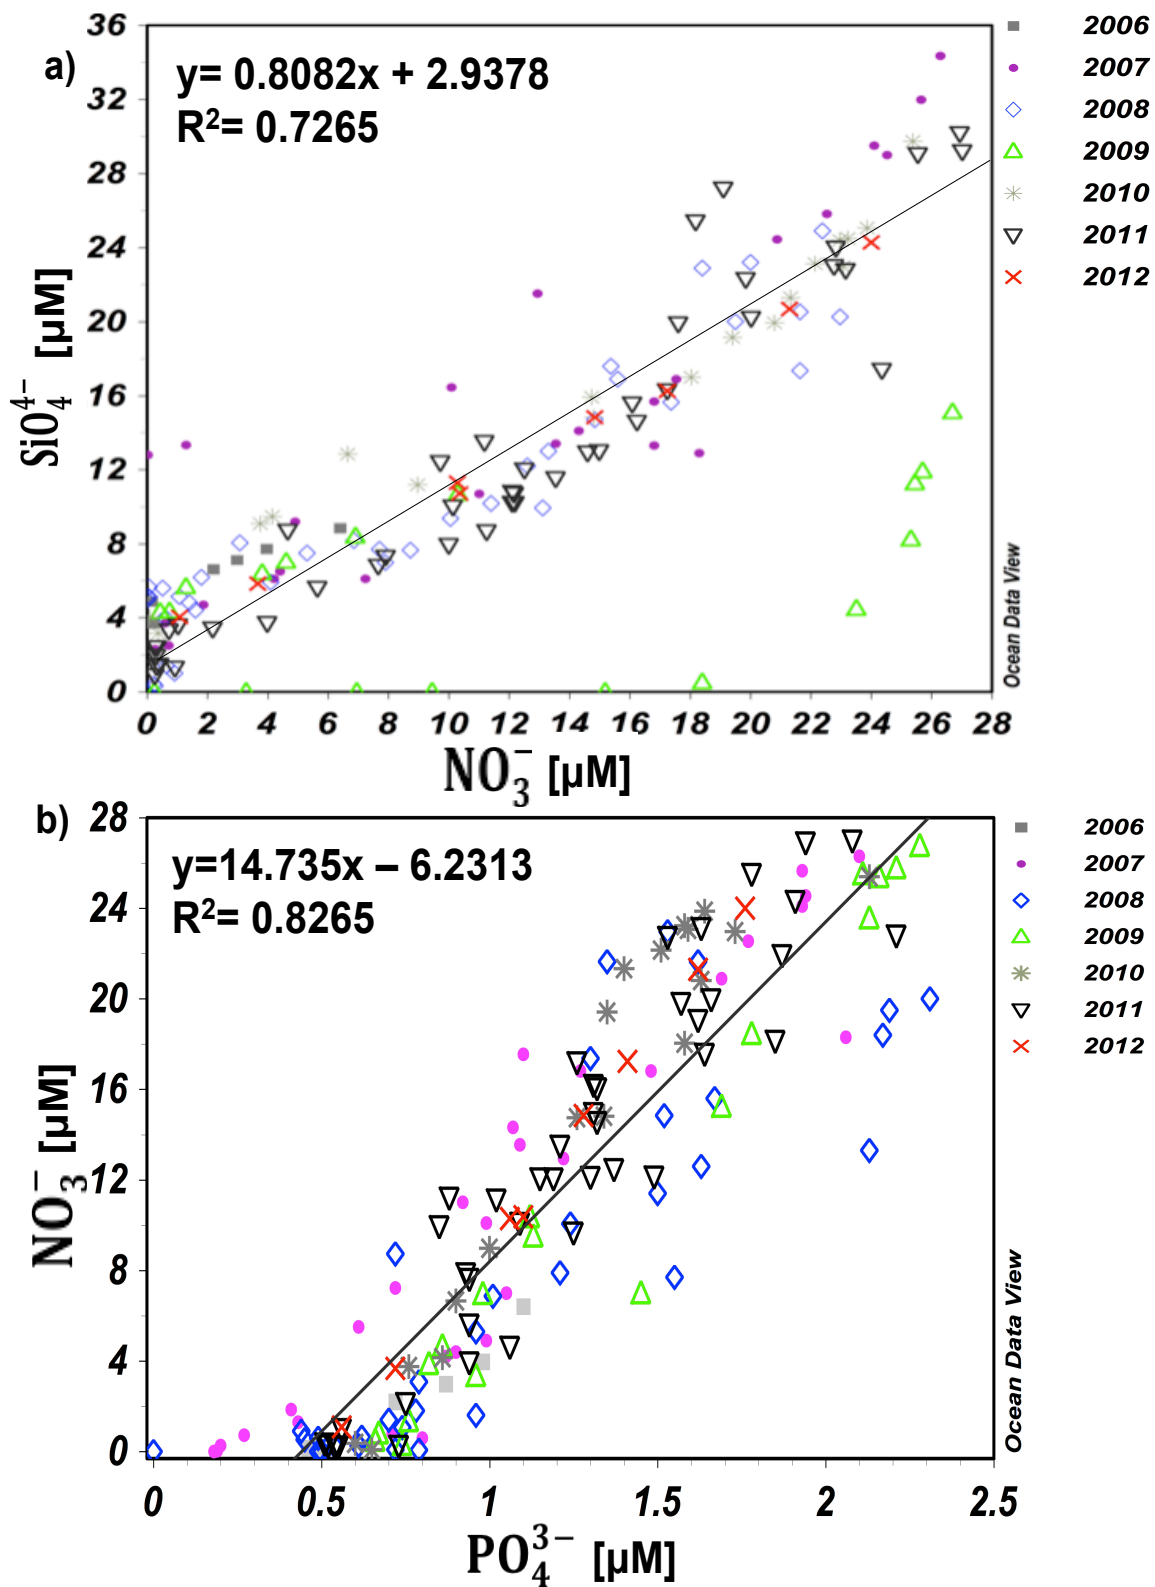 a)
y= 0.8082x + 2.9378
R²= 0.7265
36
32
28
24
20
16
12
8
4
0
SiO₄⁴⁻ [µM]
0 2 4 6 8 10 12 14 16 18 20 22 24 26 28
NO₃⁻ [µM]
2006
2007
2008
2009
2010
2011
2012
Ocean Data View
b)
y=14.735x – 6.2313
R²= 0.8265
28
24
20
16
12
8
4
0
NO₃⁻ [µM]
0 0.5 1 1.5 2 2.5
PO₄³⁻ [µM]
2006
2007
2008
2009
2010
2011
2012
Ocean Data View